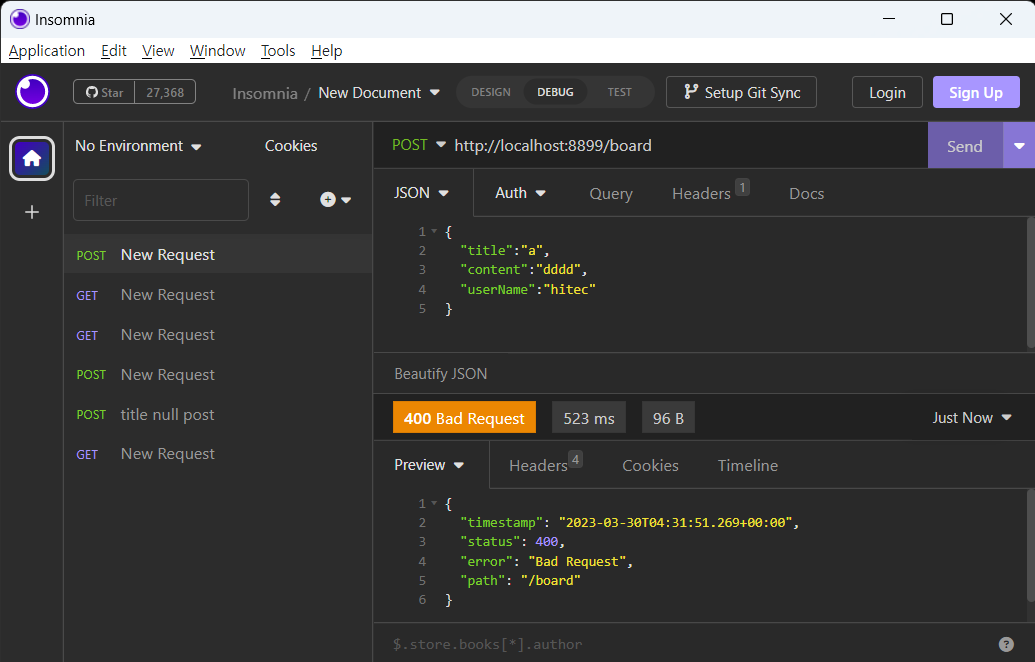 Insomnia
Application Edit View Window Tools Help
Star 27,368 Insomnia / New Document DESIGN DEBUG TEST Setup Git Sync Login Sign Up
No Environment Cookies
Filter
POST New Request
GET New Request
GET New Request
POST New Request
POST title null post
GET New Request
POST http://localhost:8899/board Send
JSON Auth Query Headers 1 Docs
1 {
2 "title":"a",
3 "content":"dddd",
4 "userName":"hitec"
5 }
Beautify JSON
400 Bad Request 523 ms 96 B Just Now
Preview Headers 4 Cookies Timeline
1 {
2 "timestamp": "2023-03-30T04:31:51.269+00:00",
3 "status": 400,
4 "error": "Bad Request",
5 "path": "/board"
6 }
$.store.books[*].author ?